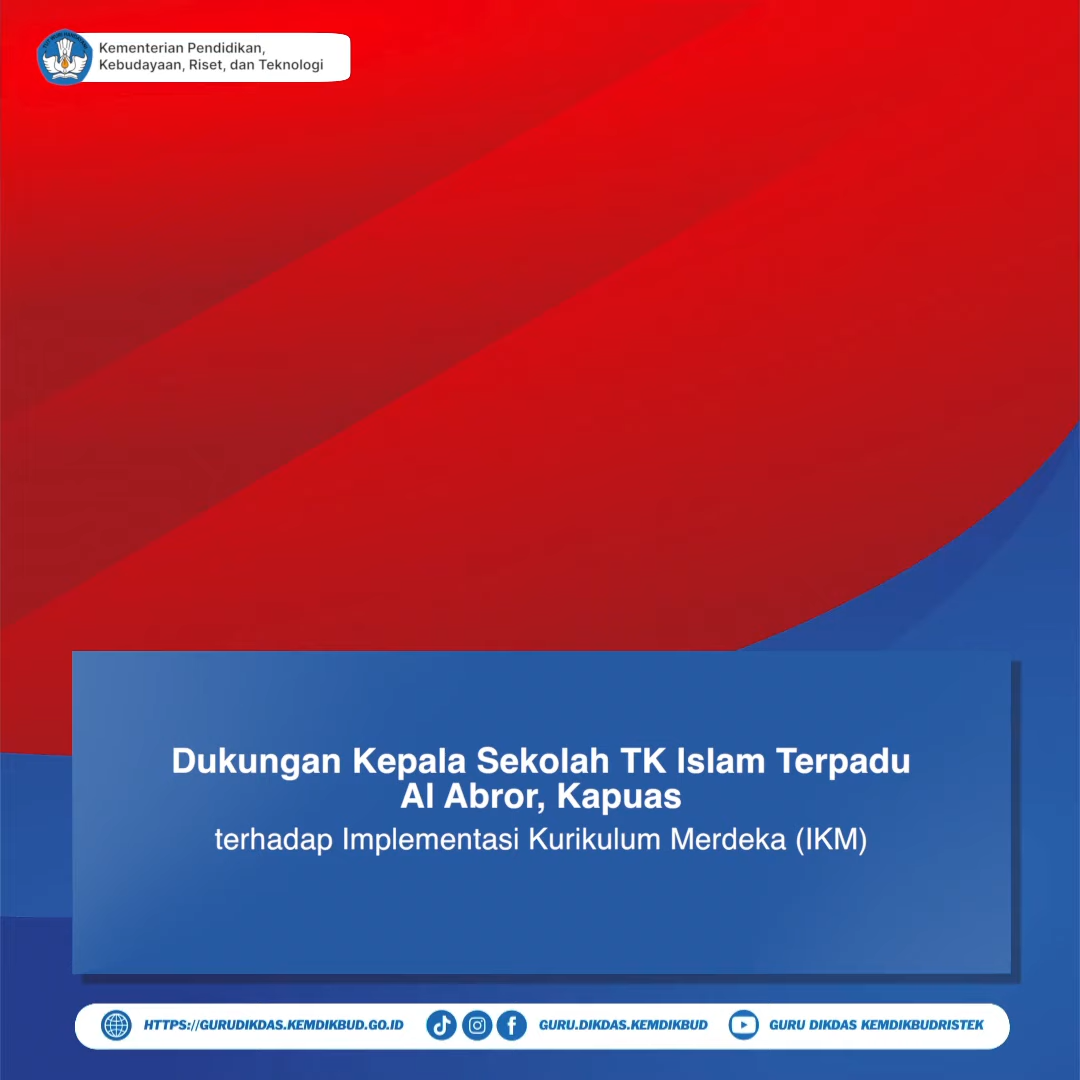 Kementerian Pendidikan,
Kebudayaan, Riset, dan Teknologi
Dukungan Kepala Sekolah TK Islam Terpadu
Al Abror, Kapuas
terhadap Implementasi Kurikulum Merdeka (IKM)
HTTPS://GURUDIKDAS.KEMDIKBUD.GO.ID GURU.DIKDAS.KEMDIKBUD GURU DIKDAS KEMDIKBUDRISTEK